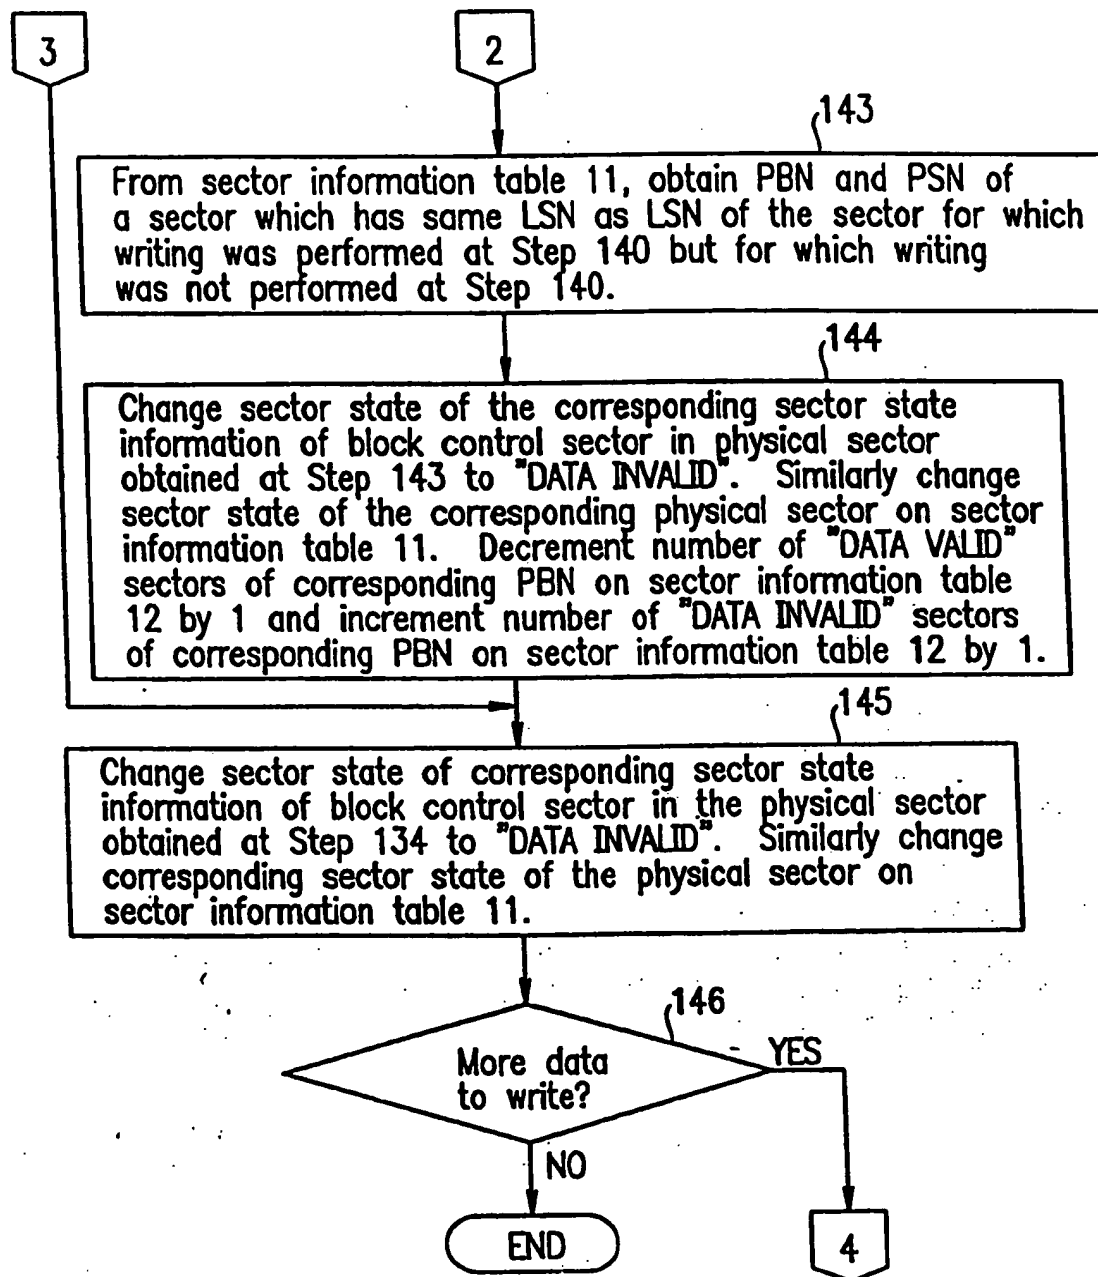 3
2
143
From sector information table 11, obtain PBN and PSN of
a sector which has same LSN as LSN of the sector for which
writing was performed at Step 140 but for which writing
was not performed at Step 140.
144
Change sector state of the corresponding sector state
information of block control sector in physical sector
obtained at Step 143 to "DATA INVALID". Similarly change
sector state of the corresponding physical sector on sector
information table 11. Decrement number of "DATA VALID"
sectors of corresponding PBN on sector information table
12 by 1 and increment number of "DATA INVALID" sectors
of corresponding PBN on sector information table 12 by 1.
145
Change sector state of corresponding sector state
information of block control sector in the physical sector
obtained at Step 134 to "DATA INVALID". Similarly change
corresponding sector state of the physical sector on
sector information table 11.
146
More data
to write?
YES
NO
END
4